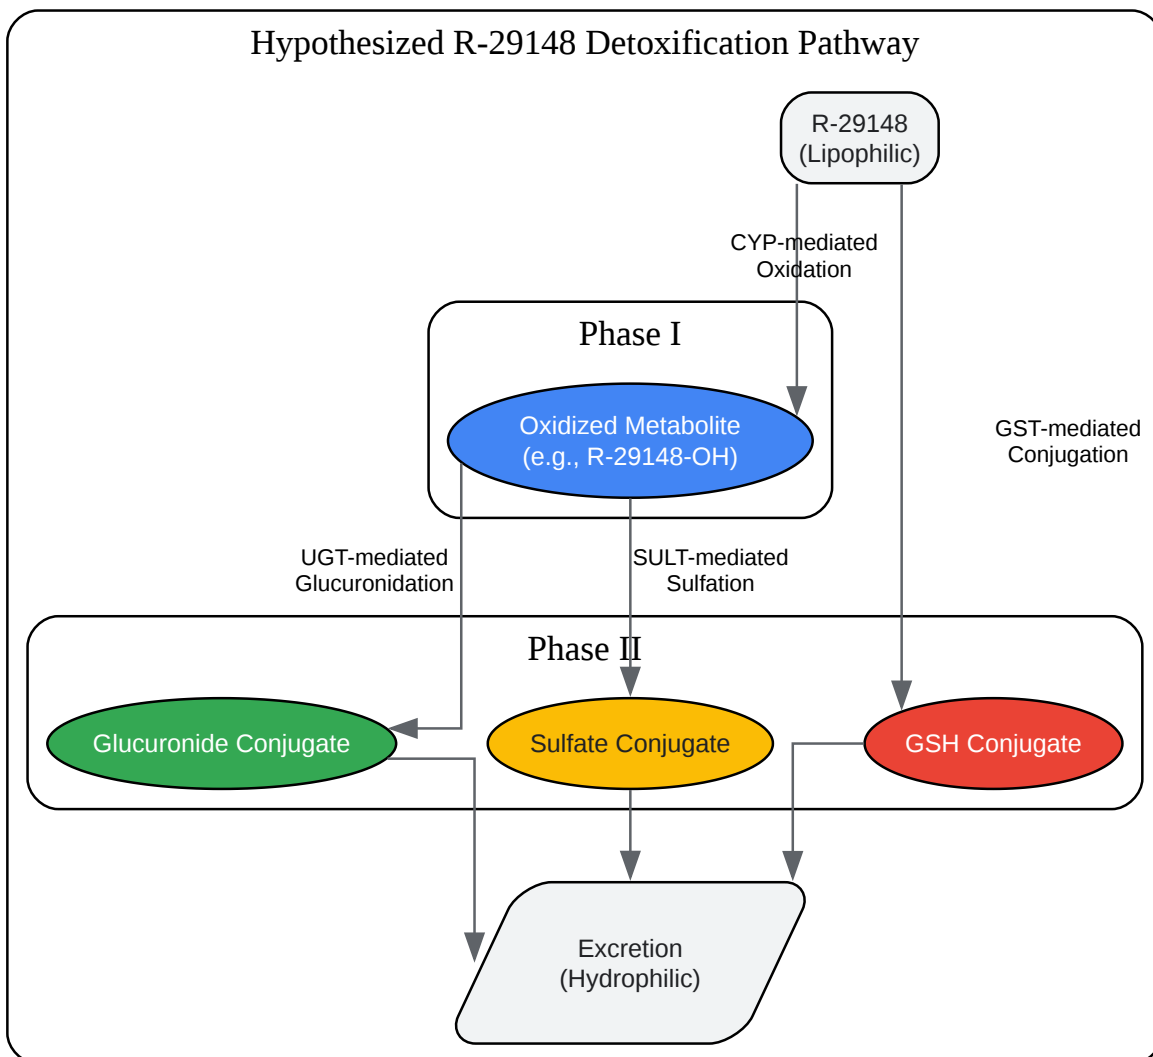 Hypothesized R-29148 Detoxification Pathway
R-29148
(Lipophilic)
CYP-mediated
Oxidation
Phase I
Oxidized Metabolite
(e.g., R-29148-OH)
GST-mediated
Conjugation
UGT-mediated
Glucuronidation
SULT-mediated
Sulfation
Phase II
Glucuronide Conjugate
Sulfate Conjugate
GSH Conjugate
Excretion
(Hydrophilic)